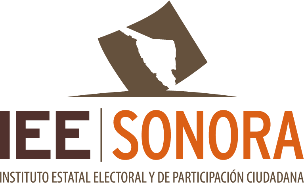 IEE | SONORA
INSTITUTO ESTATAL ELECTORAL Y DE PARTICIPACIÓN CIUDADANA